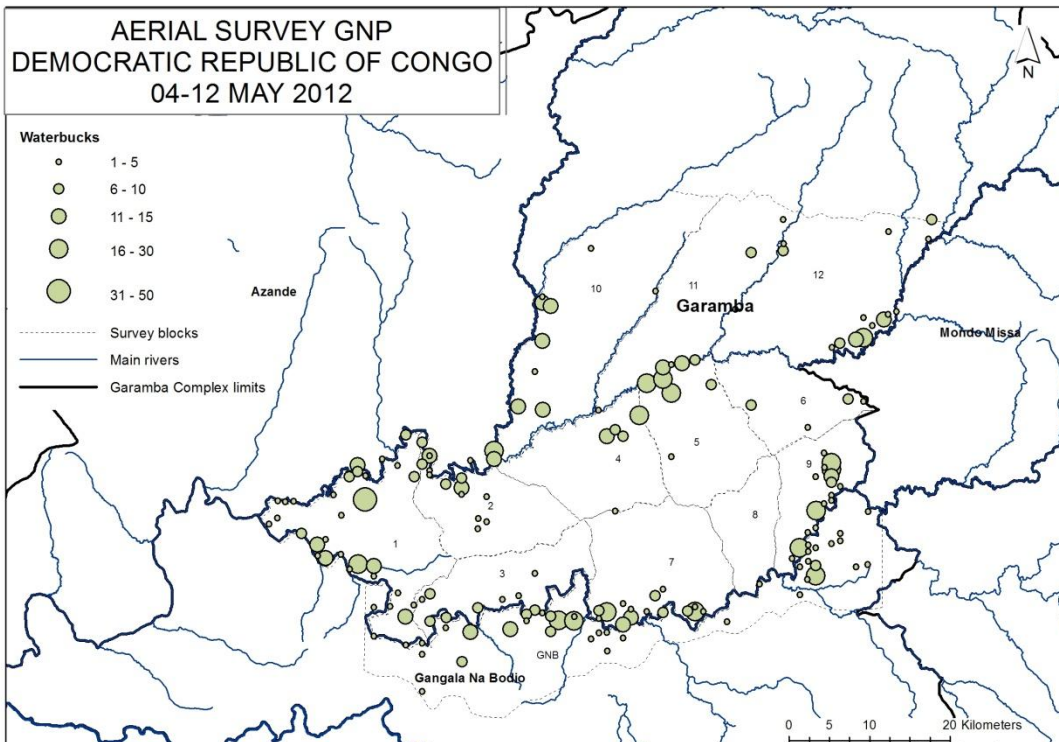 AERIAL SURVEY GNP
DEMOCRATIC REPUBLIC OF CONGO
04-12 MAY 2012
N
Waterbucks
1 - 5
6 - 10
11 - 15
16 - 30
31 - 50
Survey blocks
Main rivers
Garamba Complex limits
Azande
10
11
12
Garamba
Mondo Missa
6
5
4
9
2
8
1
7
3
GNB
Gangala Na Bodio
0 5 10 20 Kilometers